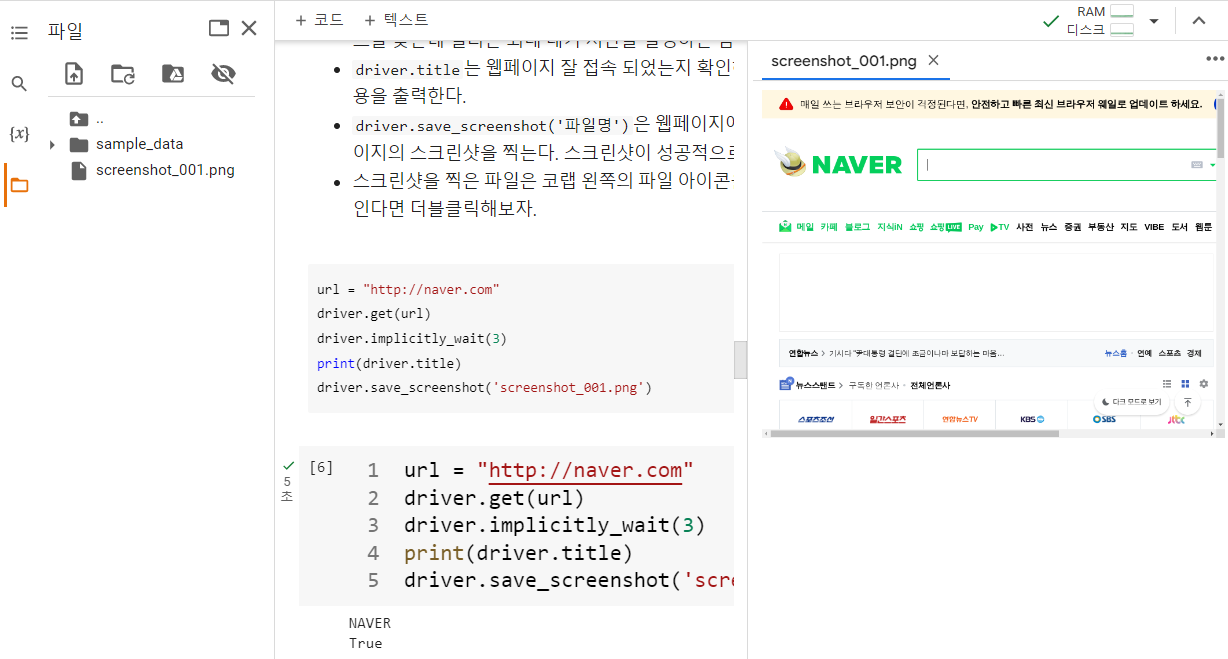 파일
..
sample_data
screenshot_001.png
+ 코드 + 텍스트
RAM
디스크
driver.title 는 웹페이지 잘 접속 되었는지 확인
용을 출력한다.
driver.save_screenshot('파일명') 은 웹페이지
이지의 스크린샷을 찍는다. 스크린샷이 성공적으로
스크린샷을 찍은 파일은 코랩 왼쪽의 파일 아이콘
인다면 더블클릭해보자.
url = "http://naver.com"
driver.get(url)
driver.implicitly_wait(3)
print(driver.title)
driver.save_screenshot('screenshot_001.png')
5
초
[6]
1 url = "http://naver.com"
2 driver.get(url)
3 driver.implicitly_wait(3)
4 print(driver.title)
5 driver.save_screenshot('scre
NAVER
True
screenshot_001.png
매일 쓰는 브라우저 보안이 걱정된다면, 안전하고 빠른 최신 브라우저 웨일로 업데이트 하세요.
NAVER
메일 카페 블로그 지식iN 쇼핑 쇼핑LIVE Pay TV 사전 뉴스 증권 부동산 지도 VIBE 도서 웹툰
연합뉴스 > 기시다 "尹대통령 결단에 조금이나마 보답하는 마음... 뉴스홈 · 연예 스포츠 경제
뉴스스탠드 > 구독한 언론사 · 전체언론사
다크 모드로 보기
스포츠조선 일간스포츠 연합뉴스TV KBS SBS jtbc